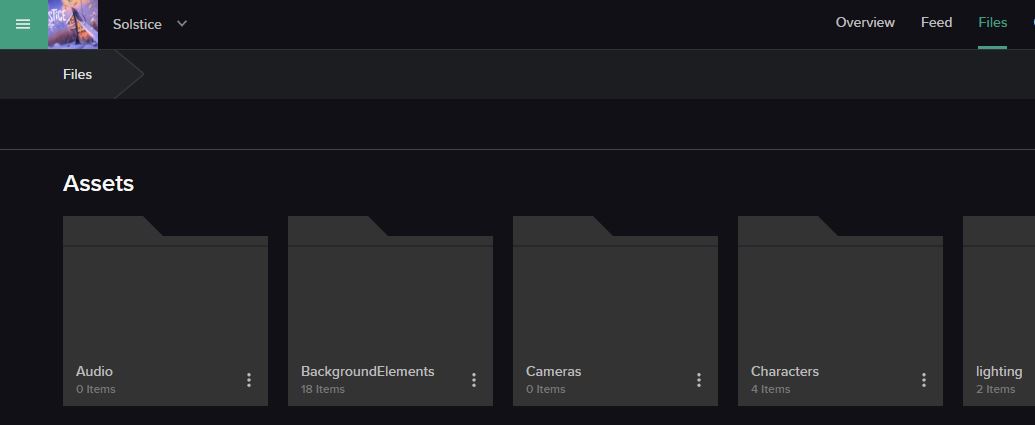 Solstice
Overview Feed Files
Files
Assets
Audio
0 Items
BackgroundElements
18 Items
Cameras
0 Items
Characters
4 Items
lighting
2 Items